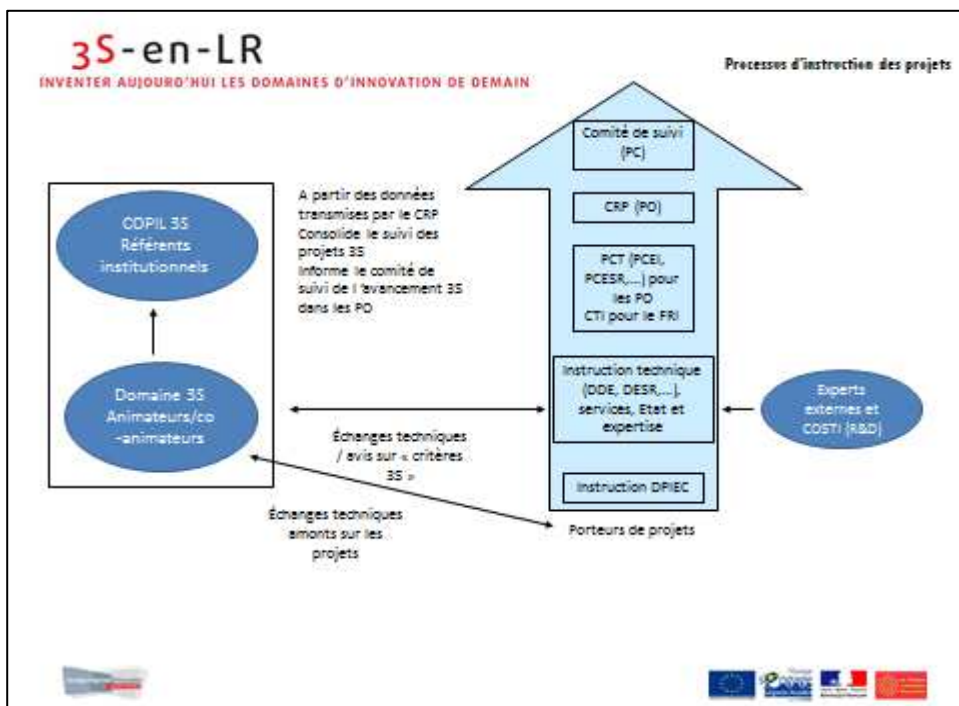 3S-en-LR
INVENTER AUJOURD'HUI LES DOMAINES D'INNOVATION DE DEMAIN
Processus d'instruction des projets
Comité de suivi
(PC)
CRP (PO)
PCT (PCEI,
PCESR,...) pour
les PO
CTI pour le FRI
Instruction technique
(DDE, DESR,...),
services, Etat et
expertise
Instruction DPIEC
Porteurs de projets
COPIL 3S
Référents
institutionnels
Domaine 3S
Animateurs/co
-animateurs
A partir des données
transmises par le CRP
Consolide le suivi des
projets 3S
Informe le comité de
suivi de l'avancement 3S
dans les PO
Échanges techniques
/ avis sur « critères
3S »
Échanges techniques
amonts sur les
projets
Experts
externes et
COSTI (R&D)